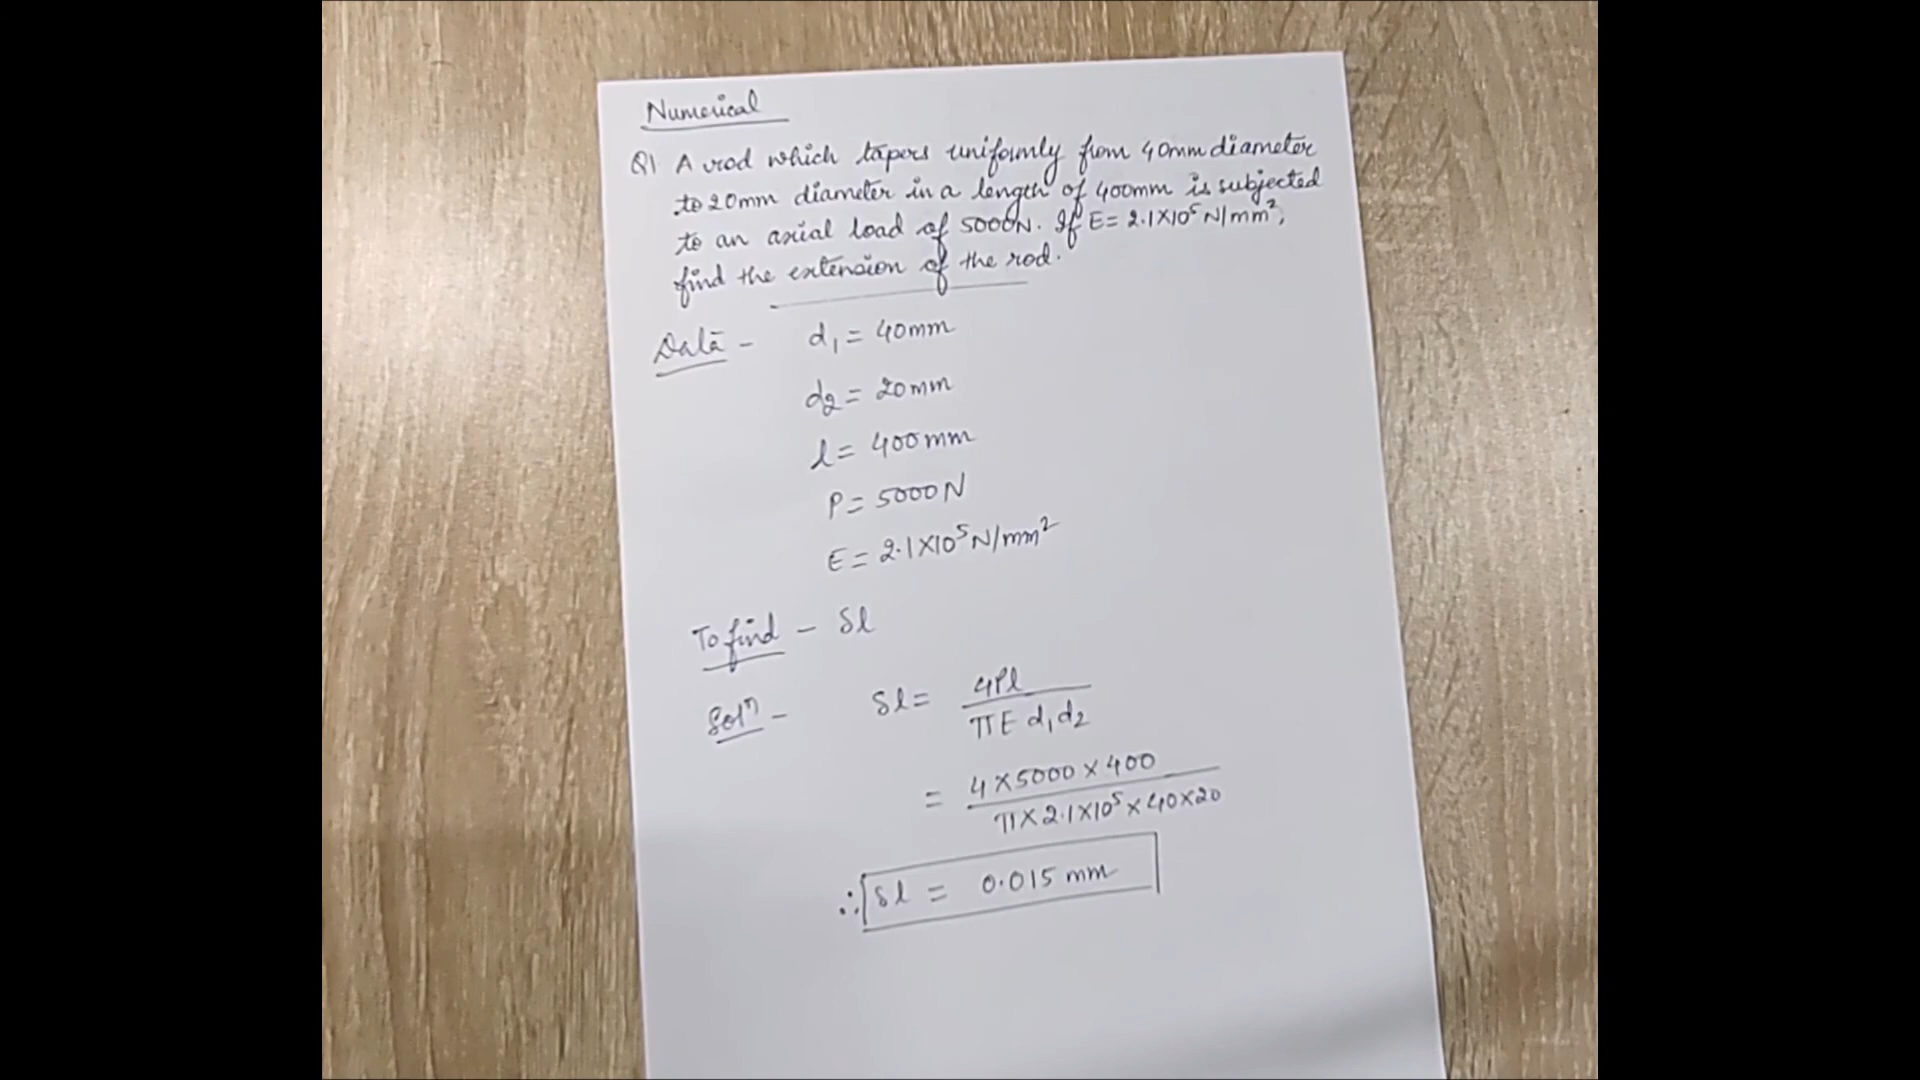 Numerical
Q1 A rod which tapers uniformly from 40mm diameter
to 20mm diameter in a length of 400mm is subjected
to an axial load of 5000N. If E= 2.1×10⁵ N/mm²,
find the extension of the rod.
Data - d₁ = 40mm
d₂ = 20mm
l = 400mm
P = 5000N
E = 2.1×10⁵ N/mm²
To find - δl
Solⁿ - δl = 4Pl / πE d₁d₂
= 4×5000×400 / π×2.1×10⁵×40×20
∴ δl = 0.015 mm